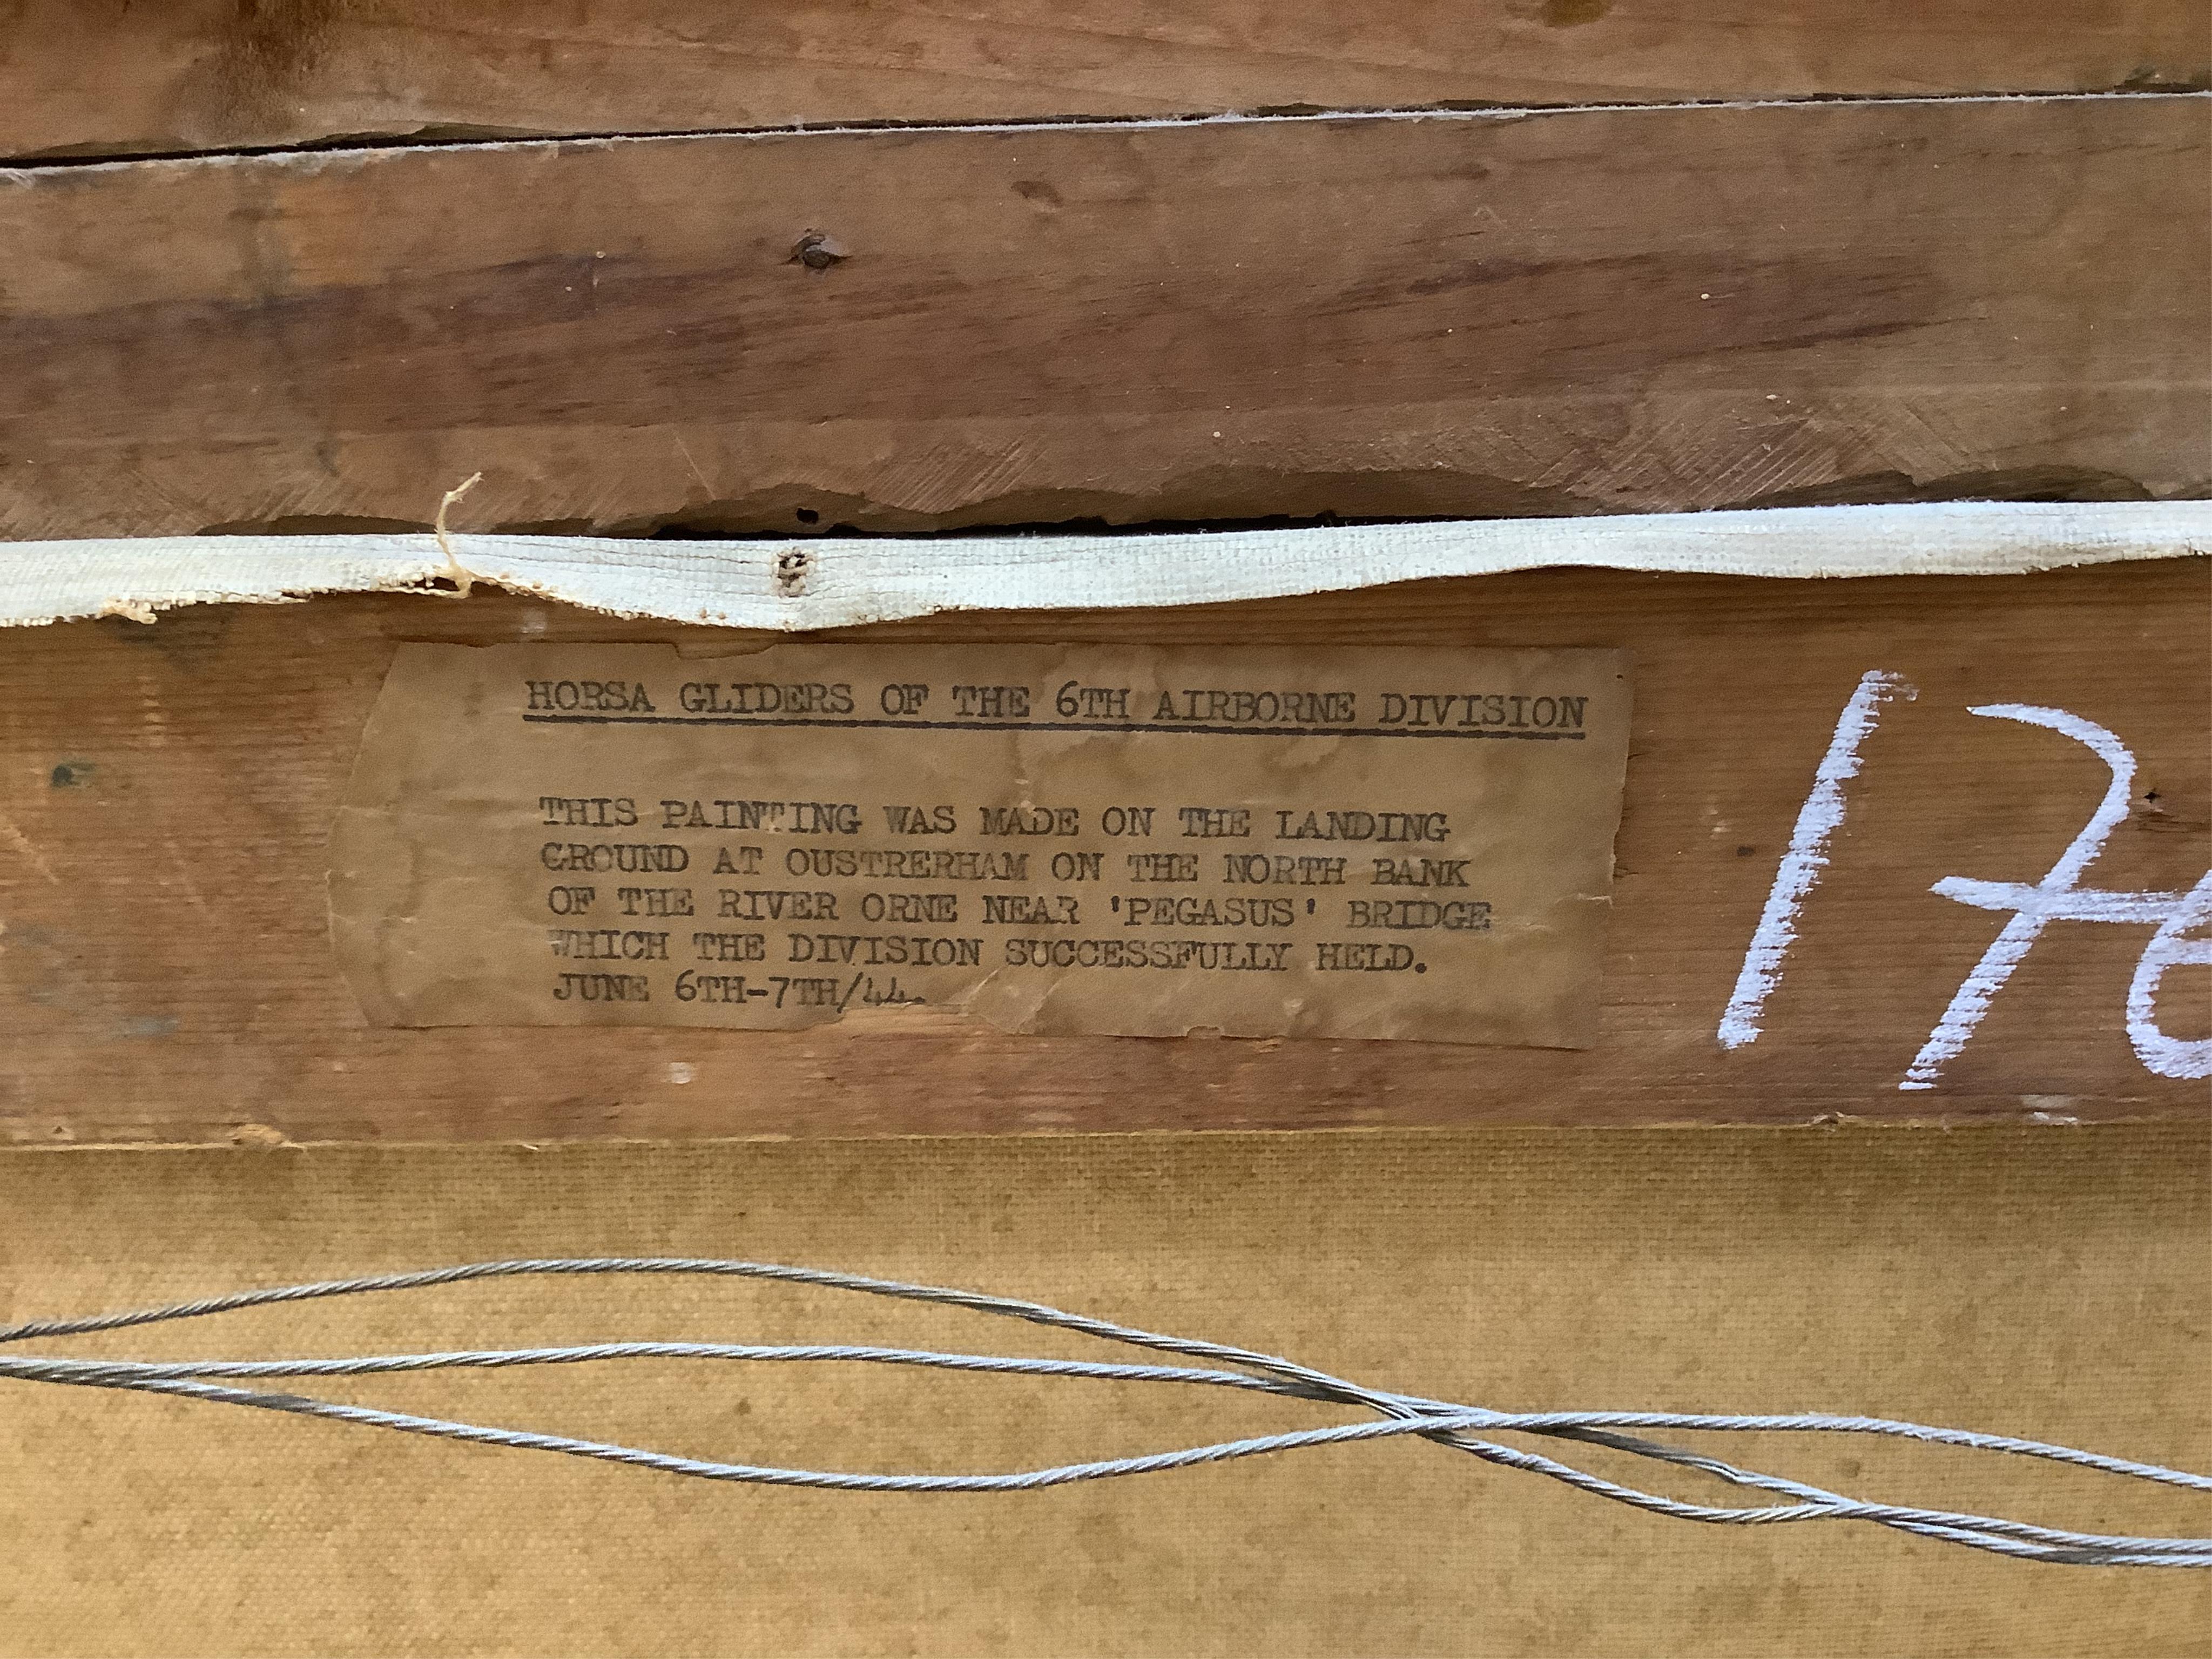 HORSA GLIDERS OF THE 6TH AIRBORNE DIVISION
THIS PAINTING WAS MADE ON THE LANDING
GROUND AT OUSTRERHAM ON THE NORTH BANK
OF THE RIVER ORNE NEAR 'PEGASUS' BRIDGE
WHICH THE DIVISION SUCCESSFULLY HELD.
JUNE 6TH-7TH/44.